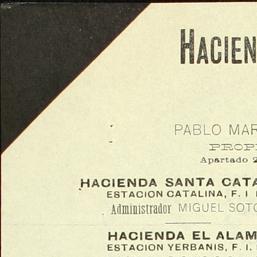 HACIEN
PABLO MAR
PROP
Apartado 2
HACIENDA SANTA CATA
ESTACION CATALINA, F. I
Administrador MIGUEL SOTO
HACIENDA EL ALAM
ESTACION YERBANIS, F. I.